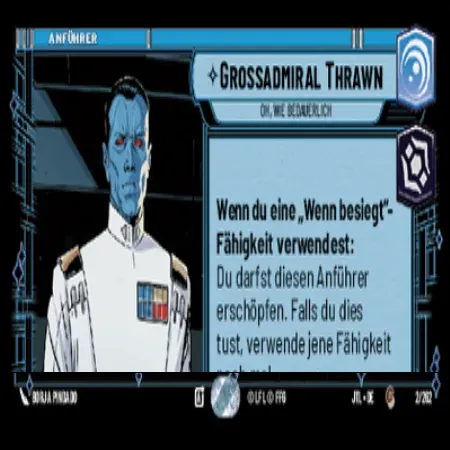 ANFÜHRER
GROSSADMIRAL THRAWN
OH, WIE BEDAUERLICH
Wenn du eine „Wenn besiegt“-
Fähigkeit verwendest:
Du darfst diesen Anführer
erschöpfen. Falls du dies
tust, verwende jene Fähigkeit
BORJA PINDADO
© LFL © FFG
JTL • DE
2/262